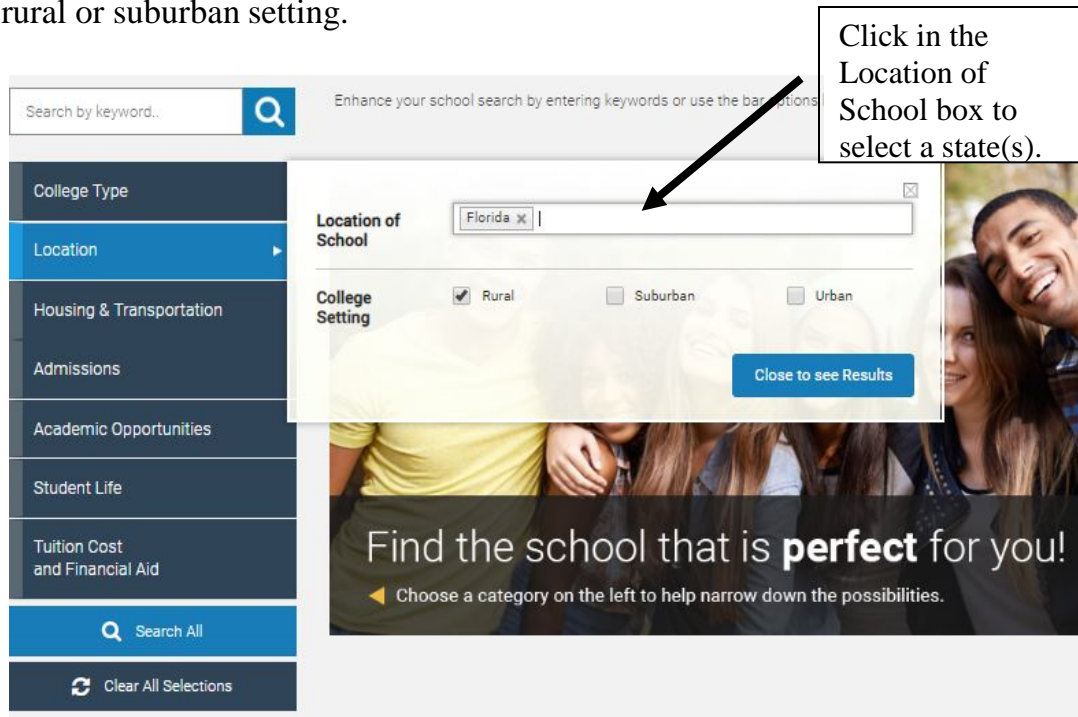 rural or suburban setting.
Click in the
Location of
School box to
select a state(s).
Search by keyword..
Enhance your school search by entering keywords or use the bar options
College Type
Location
Housing & Transportation
Admissions
Academic Opportunities
Student Life
Tuition Cost
and Financial Aid
Search All
Clear All Selections
Location of
School
Florida x
College
Setting
Rural Suburban Urban
Close to see Results
Find the school that is perfect for you!
Choose a category on the left to help narrow down the possibilities.